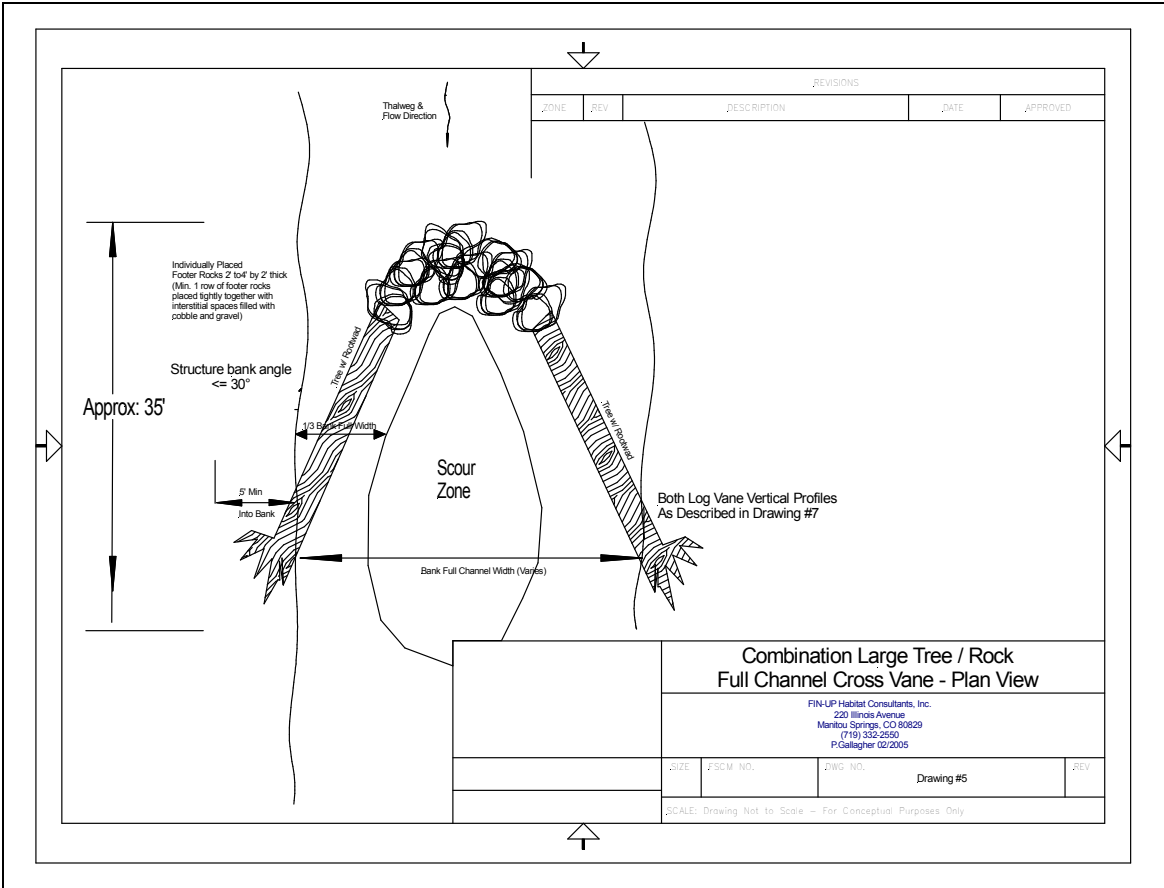 REVISIONS
ZONE REV DESCRIPTION DATE APPROVED
Thalweg &
Flow Direction
Individually Placed
Footer Rocks 2' to4' by 2' thick
(Min. 1 row of footer rocks
placed tightly together with
interstitial spaces filled with
cobble and gravel)
Structure bank angle
<= 30°
Approx: 35'
Tree w/ Rootwad
Tree w/ Rootwad
1/3 Bank Full Width
Scour
Zone
5' Min
Into Bank
Both Log Vane Vertical Profiles
As Described in Drawing #7
Bank Full Channel Width (Varies)
Combination Large Tree / Rock
Full Channel Cross Vane - Plan View
FIN-UP Habitat Consultants, Inc.
220 Illinois Avenue
Manitou Springs, CO 80829
(719) 332-2550
P.Gallagher 02/2005
SIZE FSCM NO. DWG NO. REV
Drawing #5
SCALE: Drawing Not to Scale – For Conceptual Purposes Only